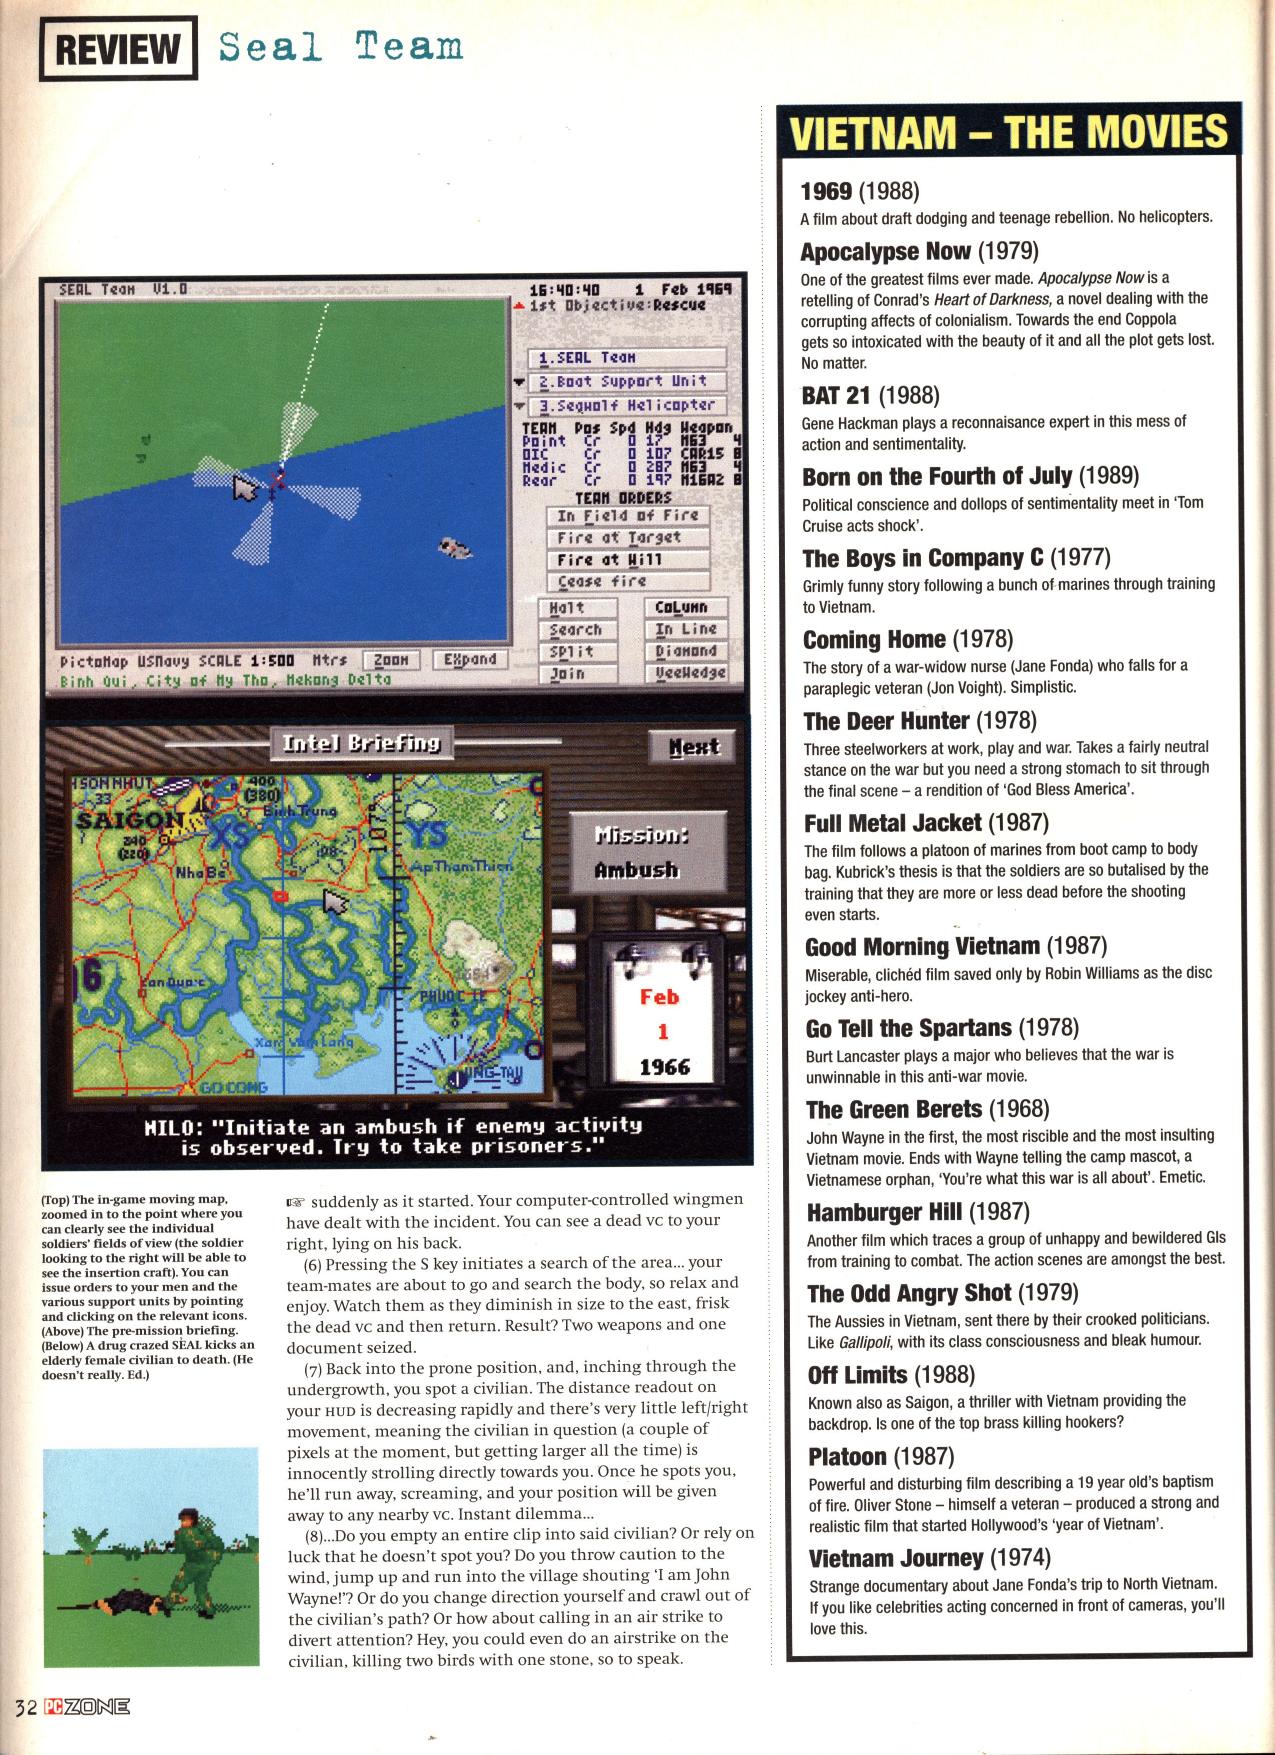 REVIEW Seal Team
SEAL Team V1.0
16:40:40 1 Feb 1969
1st Objective:Rescue
1.SEAL Team
2.Boat Support Unit
3.Seawolf Helicopter
TEAM Pos Spd Hdg Weapon
Point Cr 0 17 M63 4
OIC Cr 0 107 CAR15 8
Medic Cr 0 287 M63 4
Rear Cr 0 197 M16A2 8
TEAM ORDERS
In Field of Fire
Fire at Target
Fire at Will
Cease fire
Halt Column
Search In Line
Split Diamond
Join VeeWedge
PictoMap USNavy SCALE 1:500 Mtrs Zoom EXpand
Binh Qui, City of My Tho, Mekong Delta
Intel Briefing
Next
SAIGON
XS
YS
107°
400
(380)
240
(220)
33
Binh Trung
Nha Be
Ap Tham Thien
Can Duoc
PHUOC LE
GO CONG
UNG TAU
Mission:
Ambush
Feb
1
1966
NILO: "Initiate an ambush if enemy activity
is observed. Try to take prisoners."
(Top) The in-game moving map,
zoomed in to the point where you
can clearly see the individual
soldiers' fields of view (the soldier
looking to the right will be able to
see the insertion craft). You can
issue orders to your men and the
various support units by pointing
and clicking on the relevant icons.
(Above) The pre-mission briefing.
(Below) A drug crazed SEAL kicks an
elderly female civilian to death. (He
doesn't really. Ed.)
☞ suddenly as it started. Your computer-controlled wingmen
have dealt with the incident. You can see a dead VC to your
right, lying on his back.
(6) Pressing the S key initiates a search of the area... your
team-mates are about to go and search the body, so relax and
enjoy. Watch them as they diminish in size to the east, frisk
the dead VC and then return. Result? Two weapons and one
document seized.
(7) Back into the prone position, and, inching through the
undergrowth, you spot a civilian. The distance readout on
your HUD is decreasing rapidly and there's very little left/right
movement, meaning the civilian in question (a couple of
pixels at the moment, but getting larger all the time) is
innocently strolling directly towards you. Once he spots you,
he'll run away, screaming, and your position will be given
away to any nearby VC. Instant dilemma...
(8)...Do you empty an entire clip into said civilian? Or rely on
luck that he doesn't spot you? Do you throw caution to the
wind, jump up and run into the village shouting 'I am John
Wayne!'? Or do you change direction yourself and crawl out of
the civilian's path? Or how about calling in an air strike to
divert attention? Hey, you could even do an airstrike on the
civilian, killing two birds with one stone, so to speak.
VIETNAM – THE MOVIES
1969 (1988)
A film about draft dodging and teenage rebellion. No helicopters.
Apocalypse Now (1979)
One of the greatest films ever made. Apocalypse Now is a
retelling of Conrad's Heart of Darkness, a novel dealing with the
corrupting affects of colonialism. Towards the end Coppola
gets so intoxicated with the beauty of it and all the plot gets lost.
No matter.
BAT 21 (1988)
Gene Hackman plays a reconnaisance expert in this mess of
action and sentimentality.
Born on the Fourth of July (1989)
Political conscience and dollops of sentimentality meet in 'Tom
Cruise acts shock'.
The Boys in Company C (1977)
Grimly funny story following a bunch of marines through training
to Vietnam.
Coming Home (1978)
The story of a war-widow nurse (Jane Fonda) who falls for a
paraplegic veteran (Jon Voight). Simplistic.
The Deer Hunter (1978)
Three steelworkers at work, play and war. Takes a fairly neutral
stance on the war but you need a strong stomach to sit through
the final scene – a rendition of 'God Bless America'.
Full Metal Jacket (1987)
The film follows a platoon of marines from boot camp to body
bag. Kubrick's thesis is that the soldiers are so butalised by the
training that they are more or less dead before the shooting
even starts.
Good Morning Vietnam (1987)
Miserable, clichéd film saved only by Robin Williams as the disc
jockey anti-hero.
Go Tell the Spartans (1978)
Burt Lancaster plays a major who believes that the war is
unwinnable in this anti-war movie.
The Green Berets (1968)
John Wayne in the first, the most riscible and the most insulting
Vietnam movie. Ends with Wayne telling the camp mascot, a
Vietnamese orphan, 'You're what this war is all about'. Emetic.
Hamburger Hill (1987)
Another film which traces a group of unhappy and bewildered GIs
from training to combat. The action scenes are amongst the best.
The Odd Angry Shot (1979)
The Aussies in Vietnam, sent there by their crooked politicians.
Like Gallipoli, with its class consciousness and bleak humour.
Off Limits (1988)
Known also as Saigon, a thriller with Vietnam providing the
backdrop. Is one of the top brass killing hookers?
Platoon (1987)
Powerful and disturbing film describing a 19 year old's baptism
of fire. Oliver Stone – himself a veteran – produced a strong and
realistic film that started Hollywood's 'year of Vietnam'.
Vietnam Journey (1974)
Strange documentary about Jane Fonda's trip to North Vietnam.
If you like celebrities acting concerned in front of cameras, you'll
love this.
32 PC ZONE